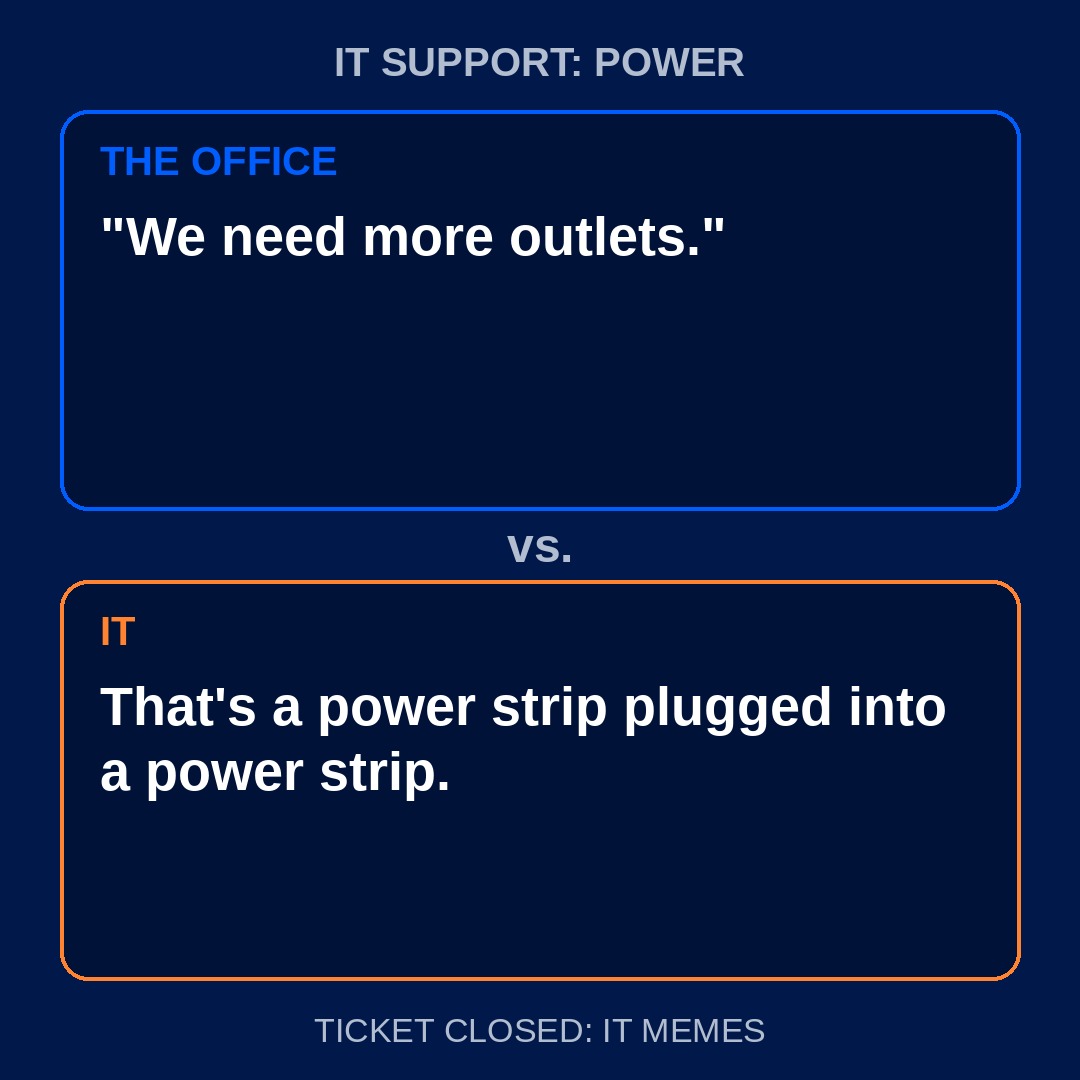 IT SUPPORT: POWER
THE OFFICE
"We need more outlets."
vs.
IT
That's a power strip plugged into
a power strip.
TICKET CLOSED: IT MEMES